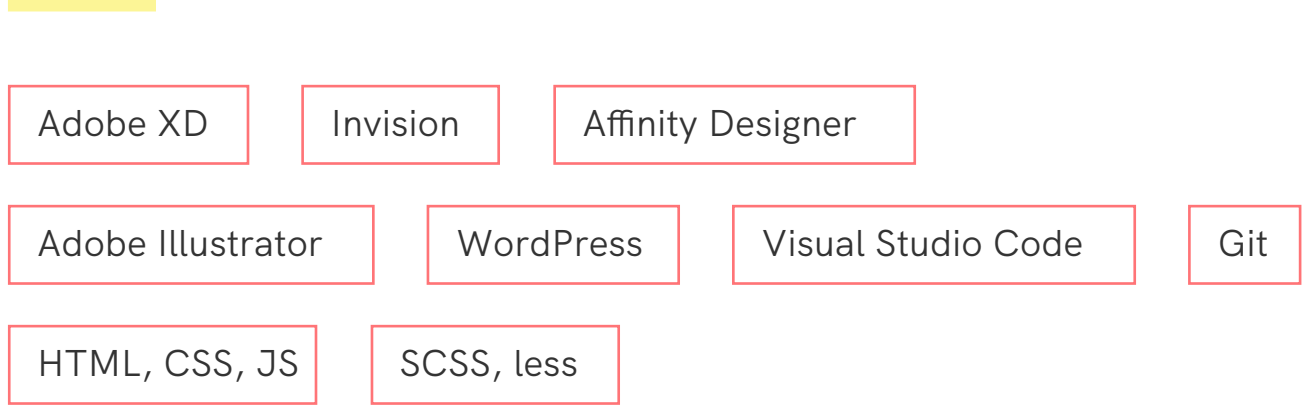 Adobe XD Invision Affinity Designer
Adobe Illustrator WordPress Visual Studio Code Git
HTML, CSS, JS SCSS, less